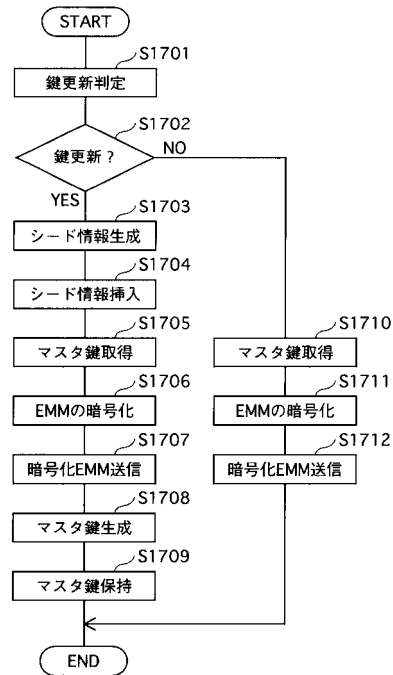 START
S1701
鍵更新判定
S1702
鍵更新？
NO
YES
S1703
シード情報生成
S1704
シード情報挿入
S1705
マスタ鍵取得
S1706
EMMの暗号化
S1707
暗号化EMM送信
S1708
マスタ鍵生成
S1709
マスタ鍵保持
S1710
マスタ鍵取得
S1711
EMMの暗号化
S1712
暗号化EMM送信
END